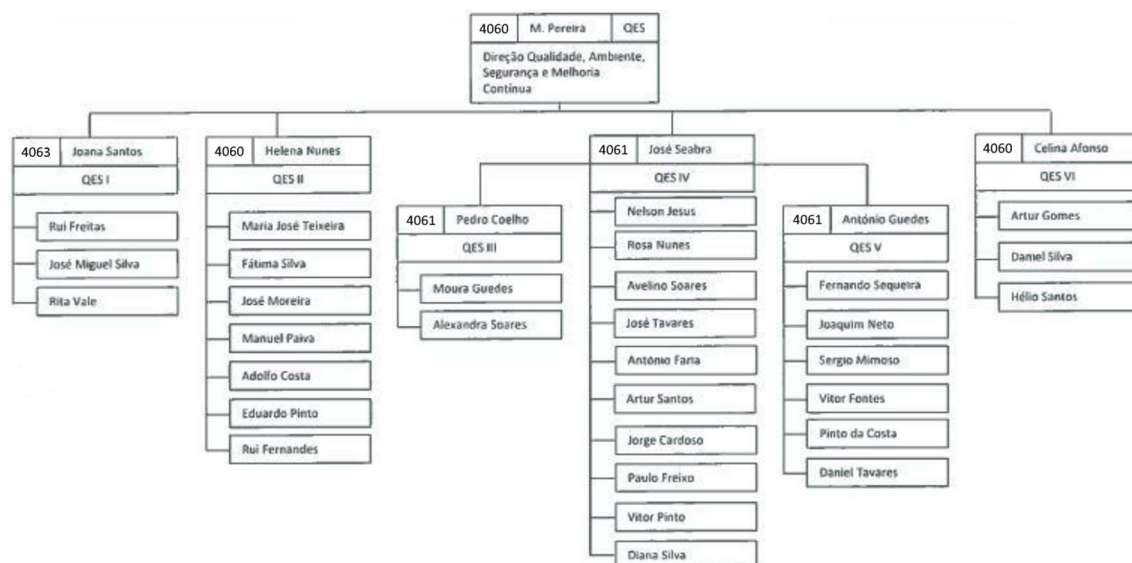 4060 M. Pereira QES
Direção Qualidade, Ambiente,
Segurança e Melhoria
Contínua
4063 Joana Santos
QES I
Rui Freitas
José Miguel Silva
Rita Vale
4060 Helena Nunes
QES II
Maria José Teixeira
Fátima Silva
José Moreira
Manuel Paiva
Adolfo Costa
Eduardo Pinto
Rui Fernandes
4061 Pedro Coelho
QES III
Moura Guedes
Alexandra Soares
4061 José Seabra
QES IV
Nelson Jesus
Rosa Nunes
Avelino Soares
José Tavares
António Faria
Artur Santos
Jorge Cardoso
Paulo Freixo
Vitor Pinto
Diana Silva
4061 António Guedes
QES V
Fernando Sequeira
Joaquim Neto
Sergio Mimoso
Vitor Fontes
Pinto da Costa
Daniel Tavares
4060 Celina Afonso
QES VI
Artur Gomes
Daniel Silva
Hélio Santos